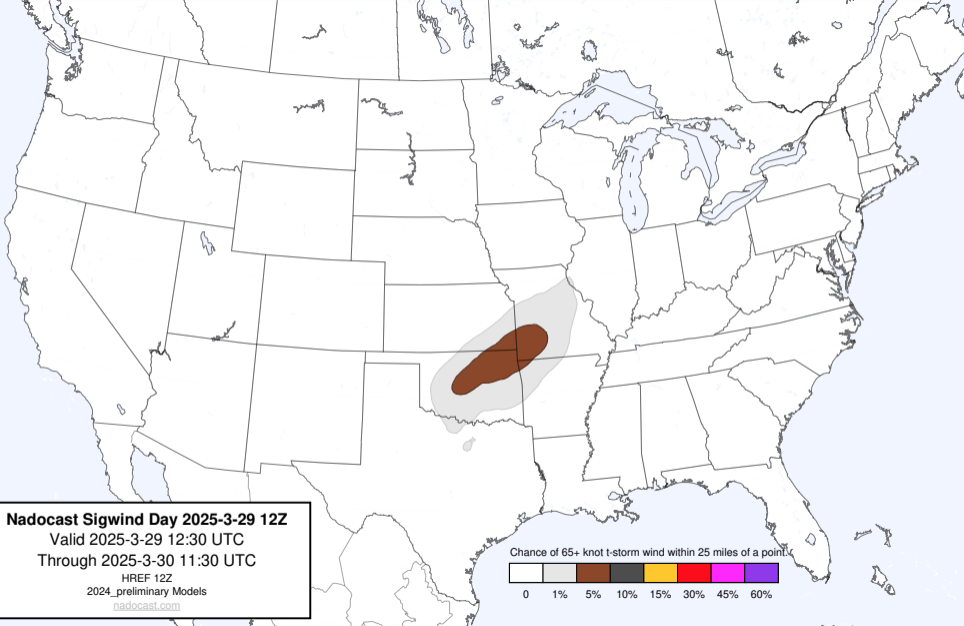 Nadocast Sigwind Day 2025-3-29 12Z
Valid 2025-3-29 12:30 UTC
Through 2025-3-30 11:30 UTC
HREF 12Z
2024_preliminary Models
nadocast.com
Chance of 65+ knot t-storm wind within 25 miles of a point.
0 1% 5% 10% 15% 30% 45% 60%